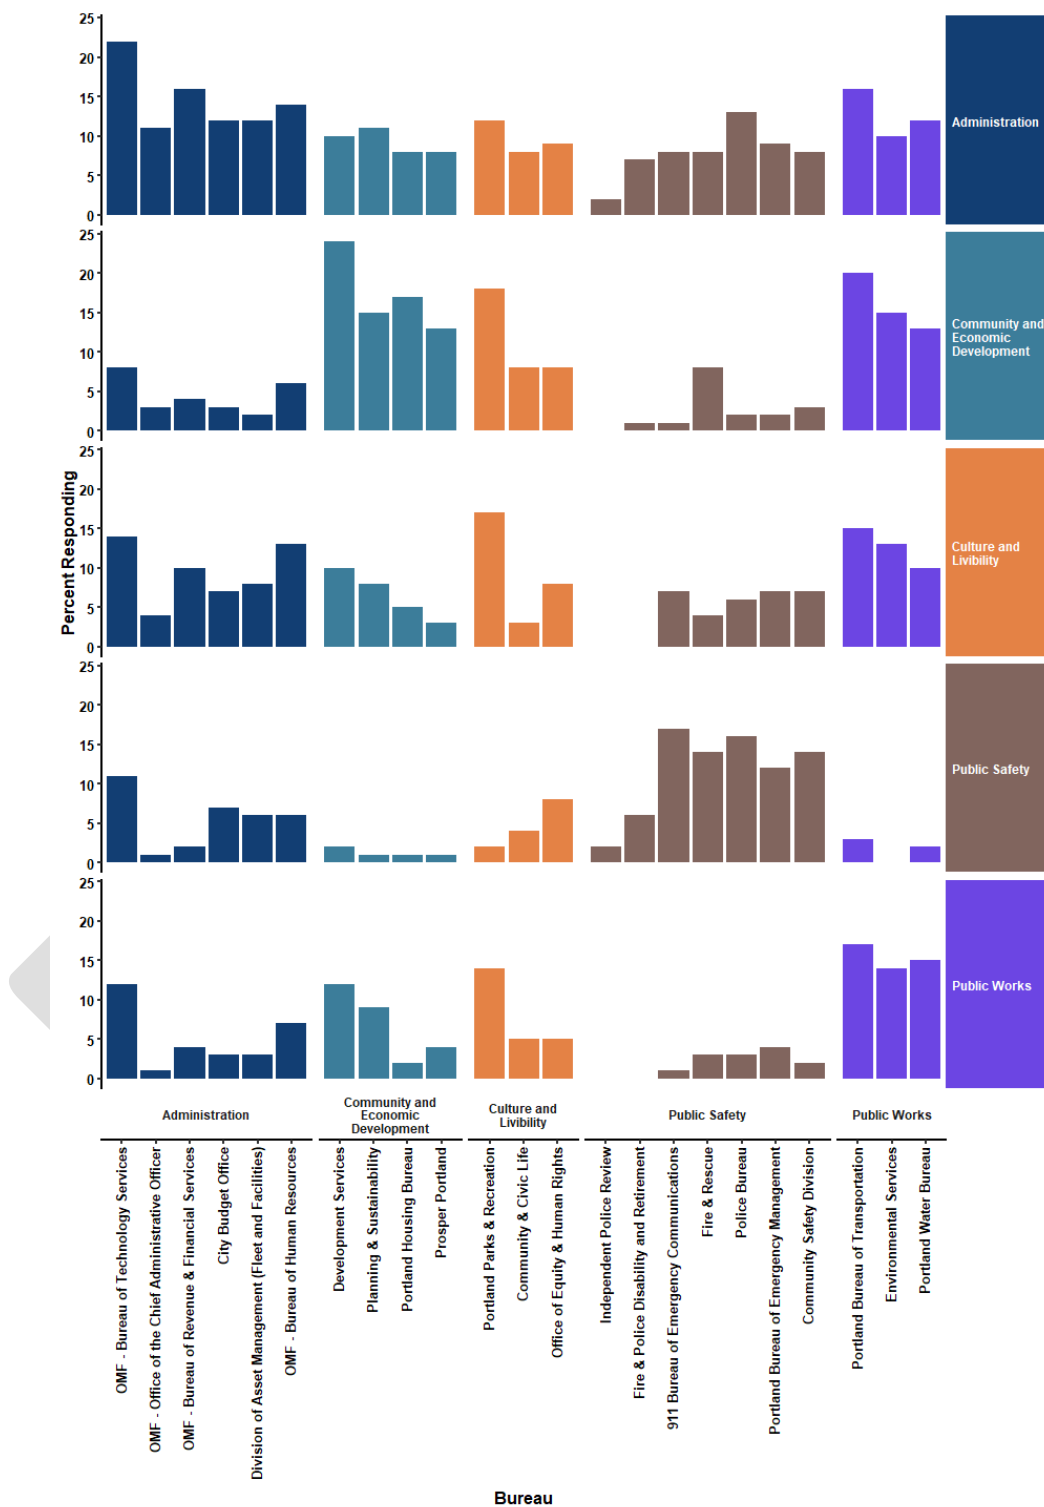 25
20
15
10
5
0
Administration
25
20
15
10
5
0
Community and
Economic
Development
25
20
15
10
5
0
Culture and
Livibility
25
20
15
10
5
0
Public Safety
25
20
15
10
5
0
Public Works
Percent Responding
Administration
Community and
Economic
Development
Culture and
Livibility
Public Safety
Public Works
OMF - Bureau of Technology Services
OMF - Office of the Chief Administrative Officer
OMF - Bureau of Revenue & Financial Services
City Budget Office
Division of Asset Management (Fleet and Facilities)
OMF - Bureau of Human Resources
Development Services
Planning & Sustainability
Portland Housing Bureau
Prosper Portland
Portland Parks & Recreation
Community & Civic Life
Office of Equity & Human Rights
Independent Police Review
Fire & Police Disability and Retirement
911 Bureau of Emergency Communications
Fire & Rescue
Police Bureau
Portland Bureau of Emergency Management
Community Safety Division
Portland Bureau of Transportation
Environmental Services
Portland Water Bureau
Bureau